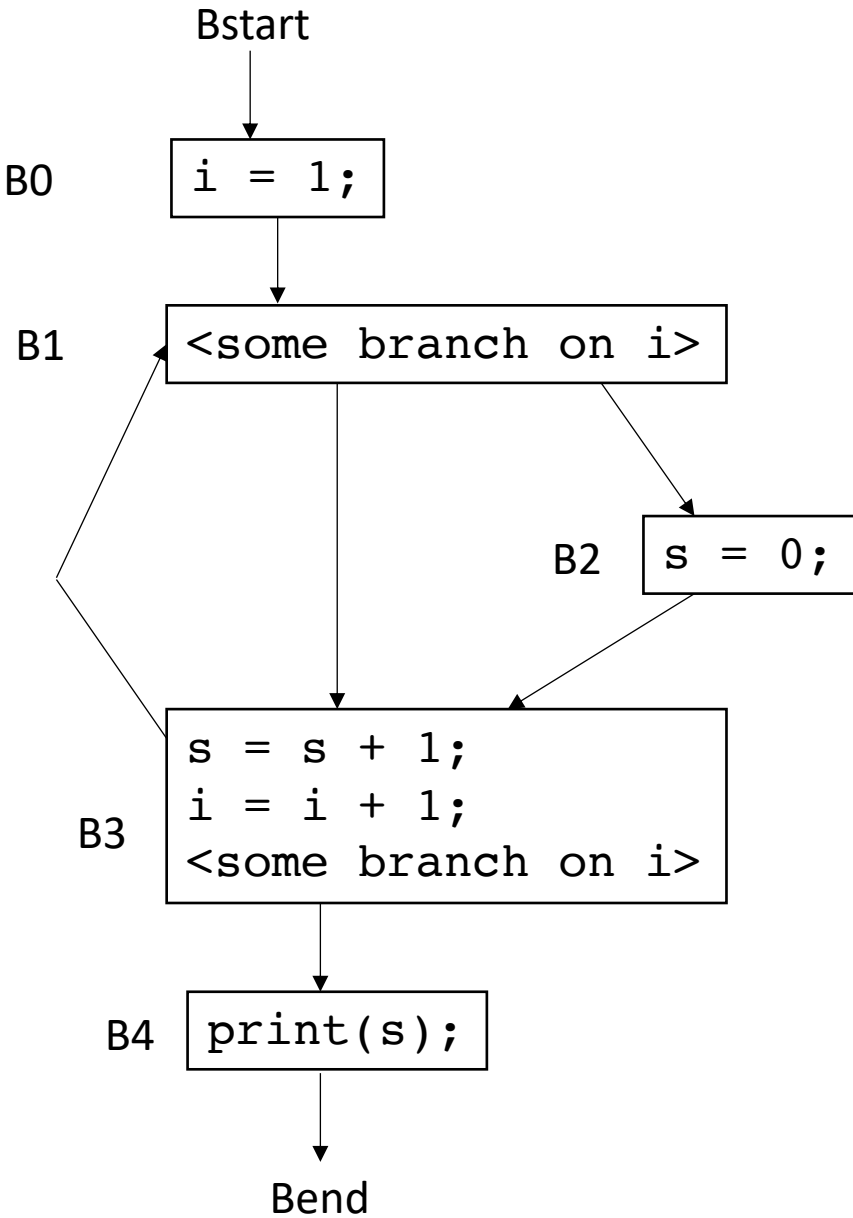 Bstart
B0
i = 1;
B1
<some branch on i>
B2
s = 0;
B3
s = s + 1;
i = i + 1;
<some branch on i>
B4
print(s);
Bend